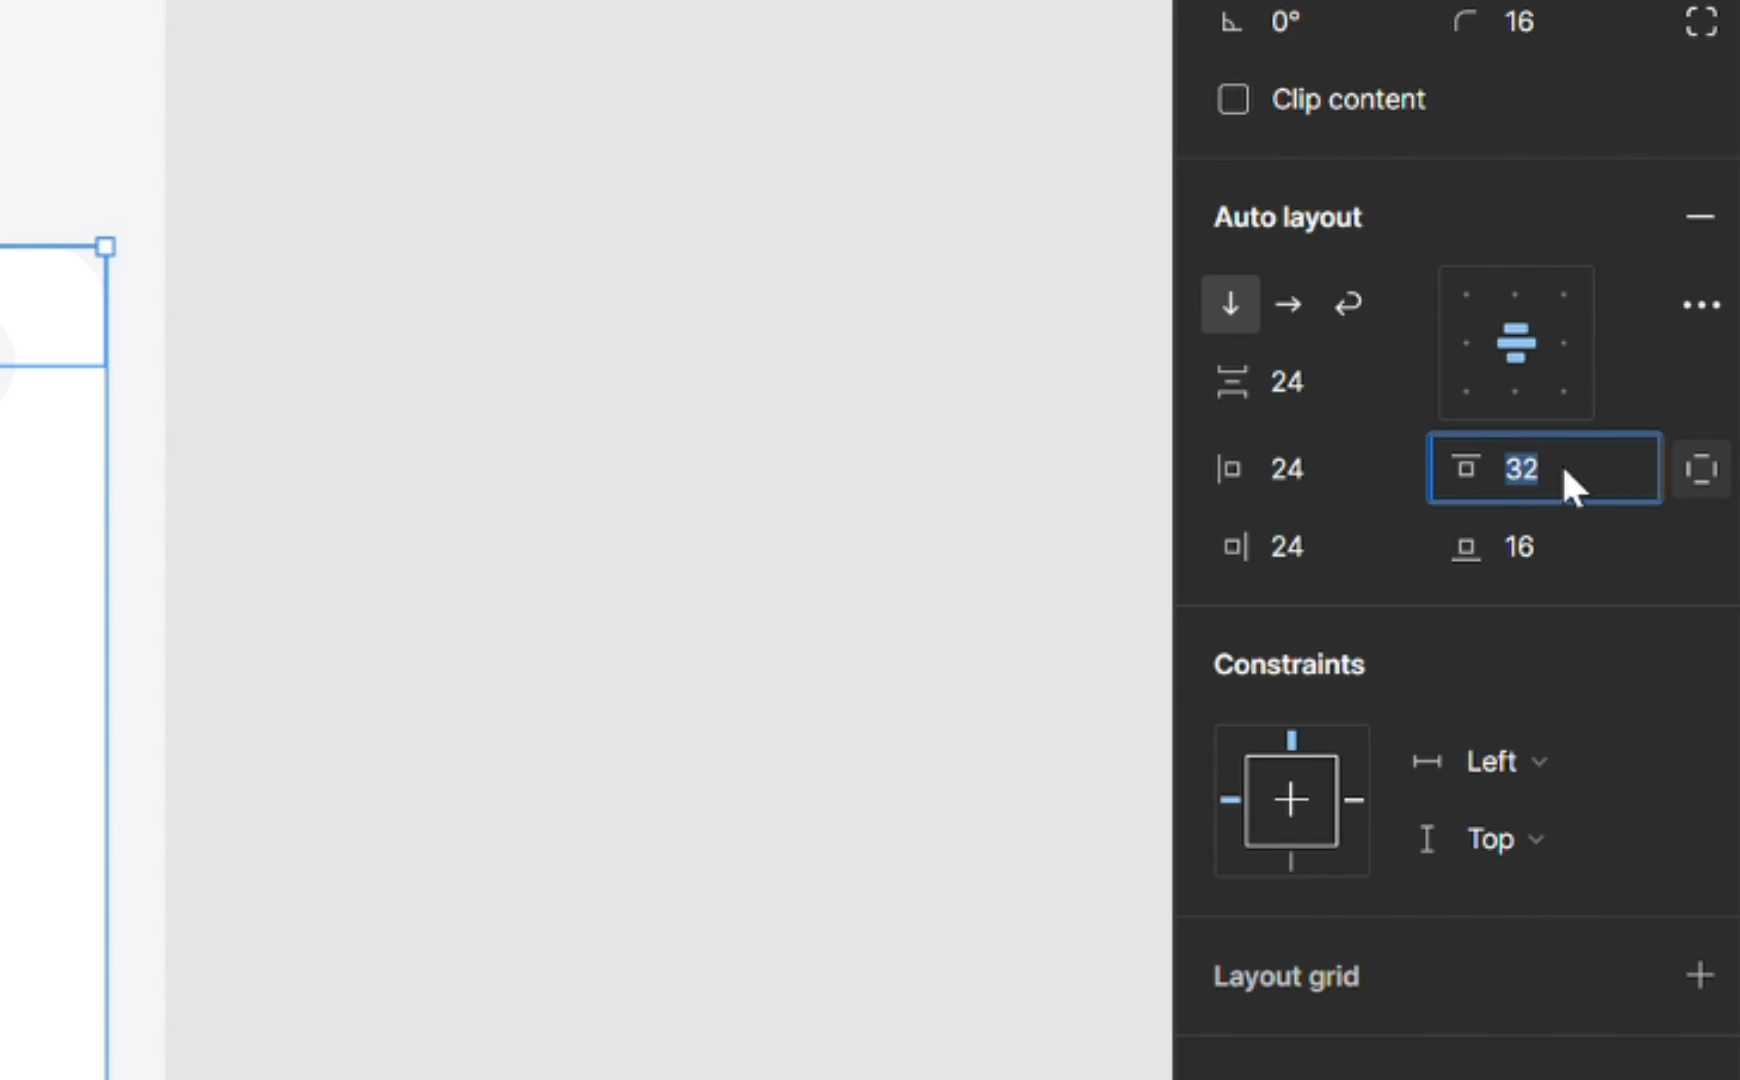 0° 16
Clip content
Auto layout
24
24 32
24 16
Constraints
Left
Top
Layout grid